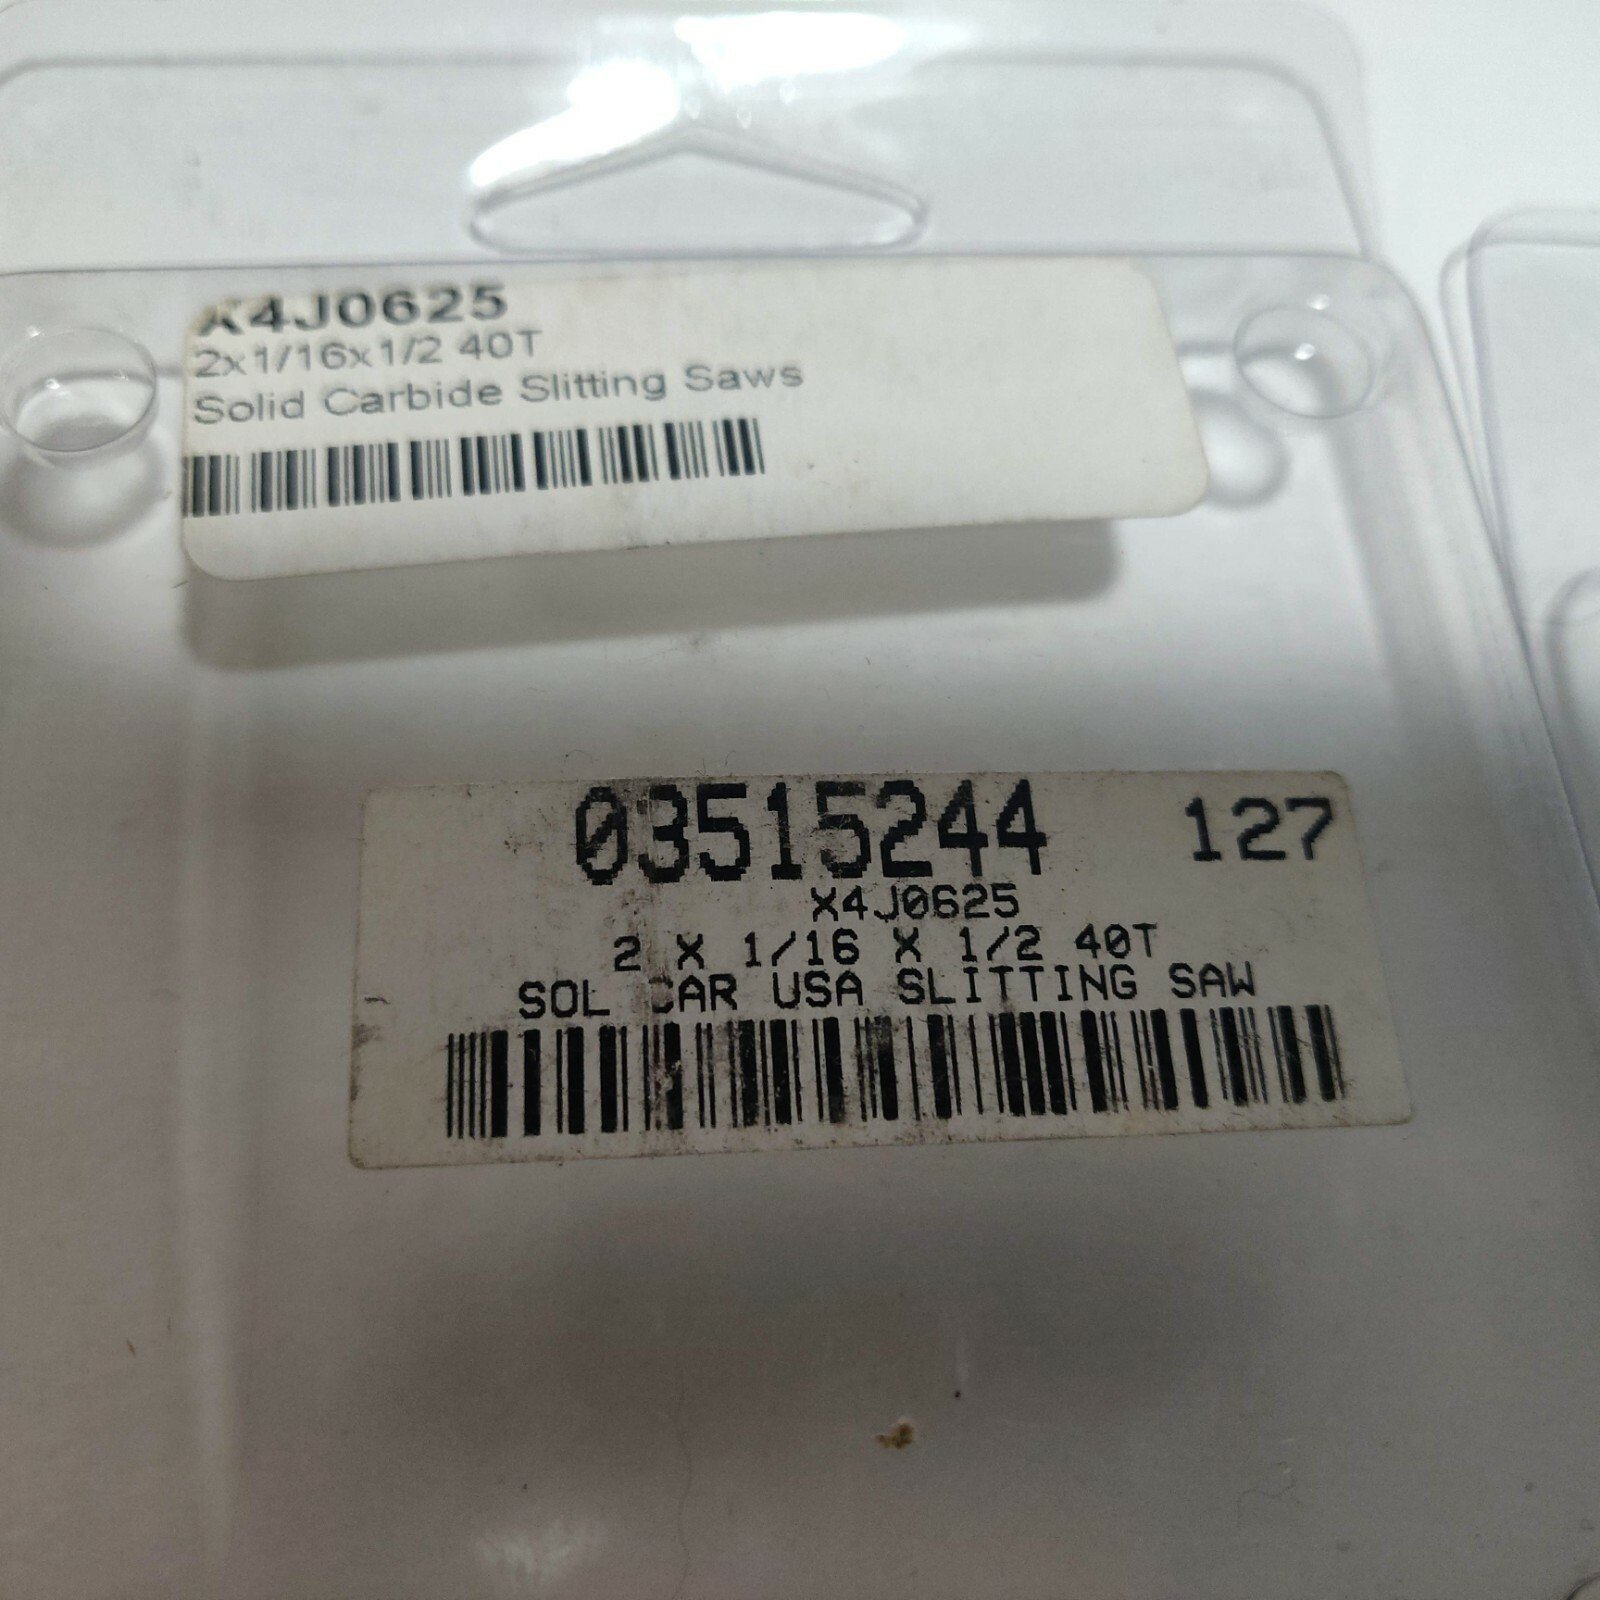 X4J0625
2x1/16x1/2 40T
Solid Carbide Slitting Saws
03515244 127
X4J0625
2 X 1/16 X 1/2 40T
SOL CAR USA SLITTING SAW